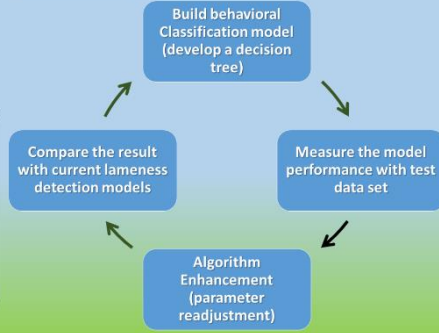 Build behavioral
Classification model
(develop a decision
tree)
Measure the model
performance with test
data set
Algorithm
Enhancement
(parameter
readjustment)
Compare the result
with current lameness
detection models